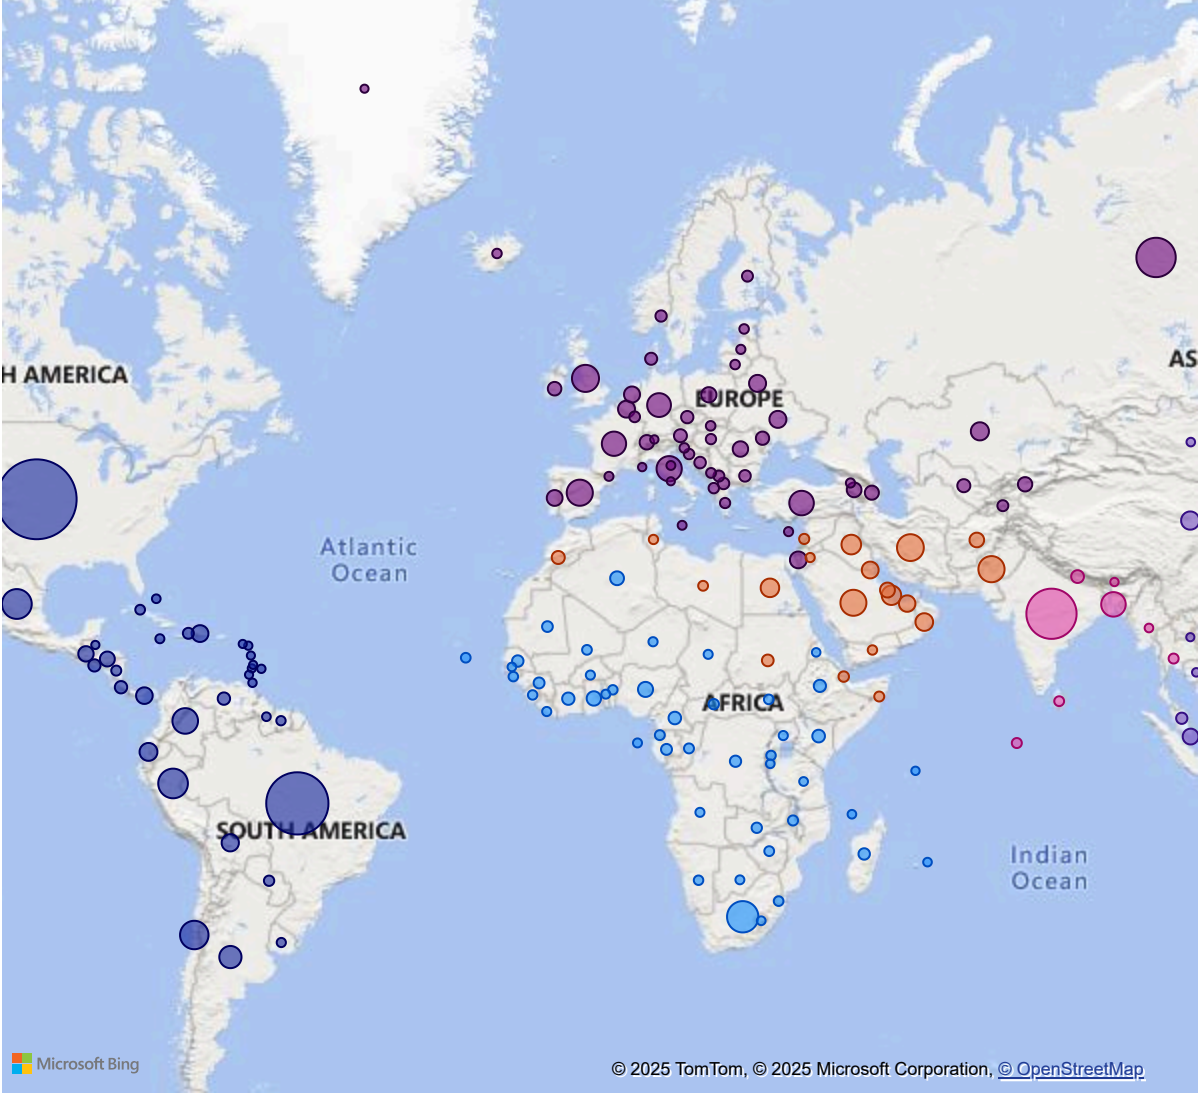 H AMERICA
AS
EUROPE
Atlantic
Ocean
AFRICA
SOUTH AMERICA
Indian
Ocean
Microsoft Bing
© 2025 TomTom, © 2025 Microsoft Corporation, © OpenStreetMap